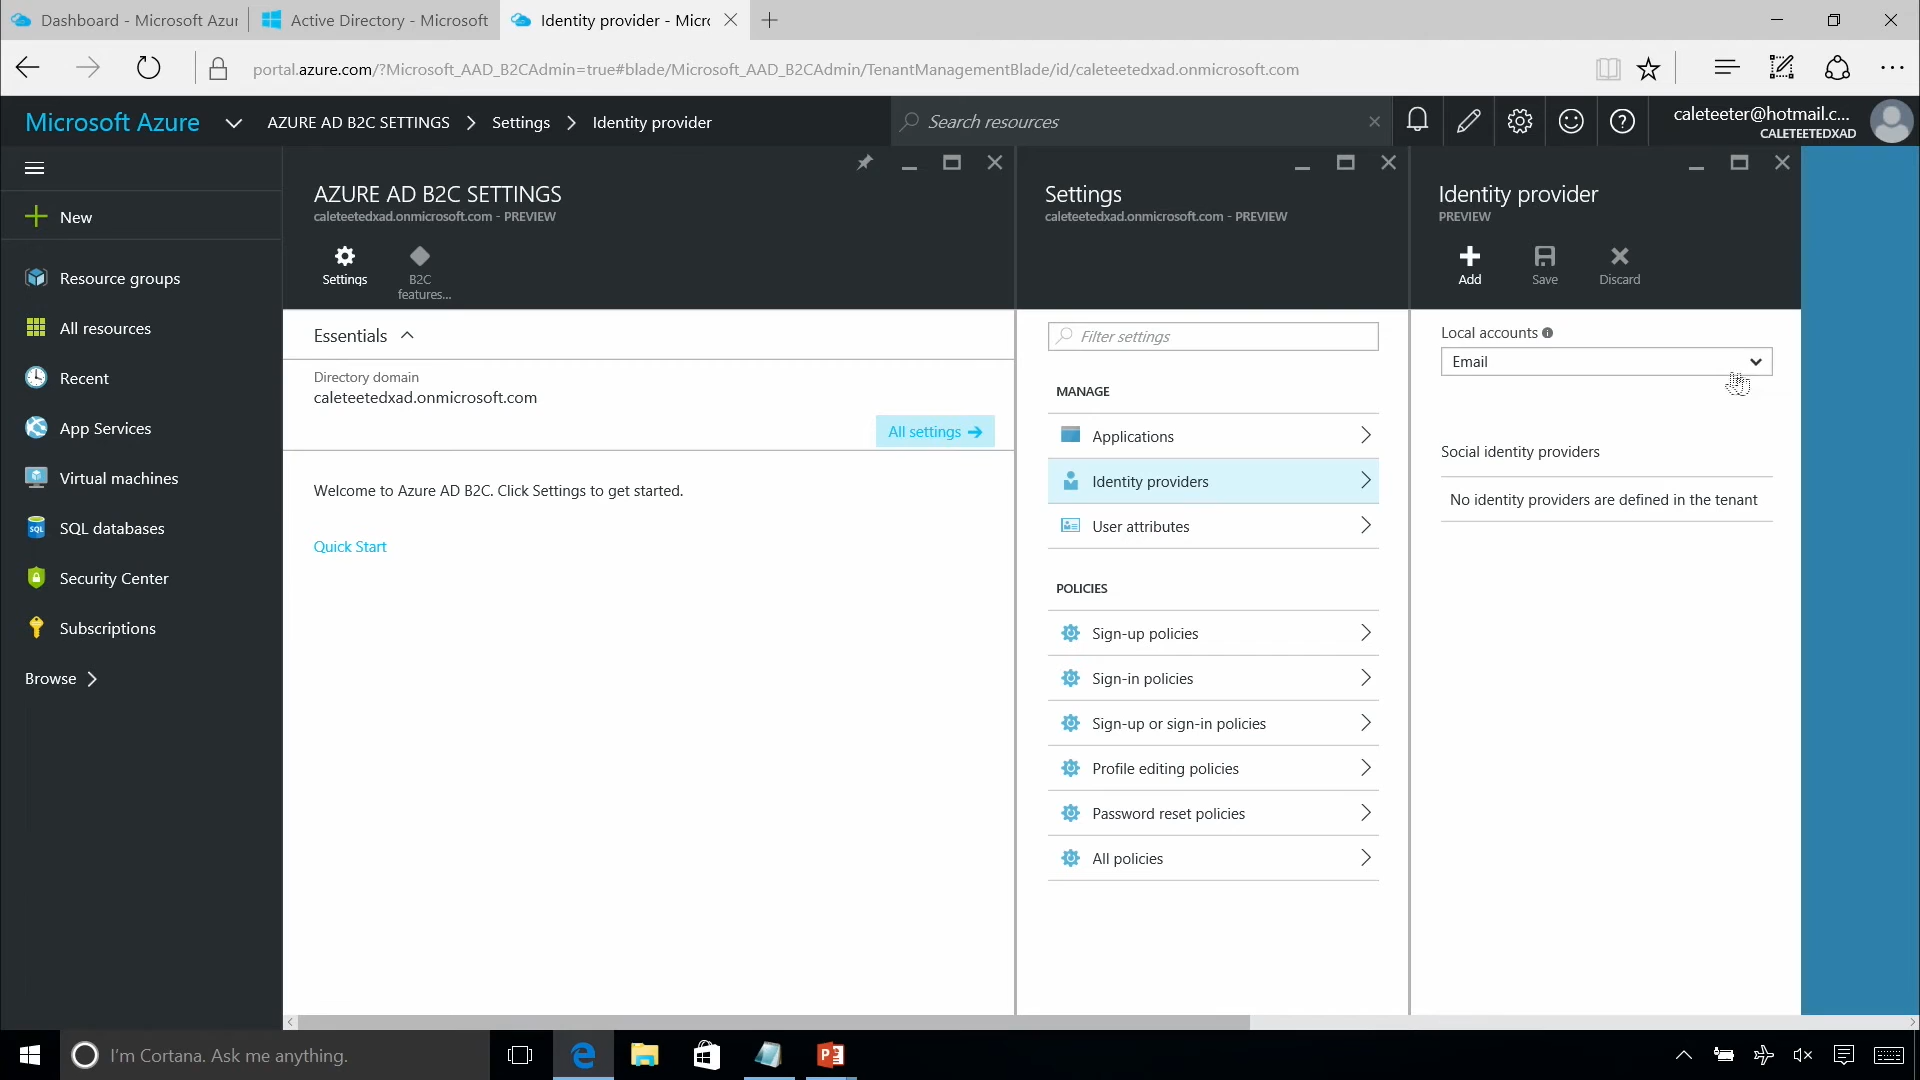 Dashboard - Microsoft Azur
Active Directory - Microsoft
Identity provider - Micr
portal.azure.com/?Microsoft_AAD_B2CAdmin=true#blade/Microsoft_AAD_B2CAdmin/TenantManagementBlade/id/caleteetedxad.onmicrosoft.com
Microsoft Azure
AZURE AD B2C SETTINGS
Settings
Identity provider
Search resources
caleteeter@hotmail.c...
CALETEETEDXAD
New
Resource groups
All resources
Recent
App Services
Virtual machines
SQL databases
Security Center
Subscriptions
Browse
AZURE AD B2C SETTINGS
caleteetedxad.onmicrosoft.com - PREVIEW
Settings
B2C
features...
Essentials
Directory domain
caleteetedxad.onmicrosoft.com
All settings
Welcome to Azure AD B2C. Click Settings to get started.
Quick Start
Settings
caleteetedxad.onmicrosoft.com - PREVIEW
Filter settings
MANAGE
Applications
Identity providers
User attributes
POLICIES
Sign-up policies
Sign-in policies
Sign-up or sign-in policies
Profile editing policies
Password reset policies
All policies
Identity provider
PREVIEW
Add
Save
Discard
Local accounts
Email
Social identity providers
No identity providers are defined in the tenant
I'm Cortana. Ask me anything.